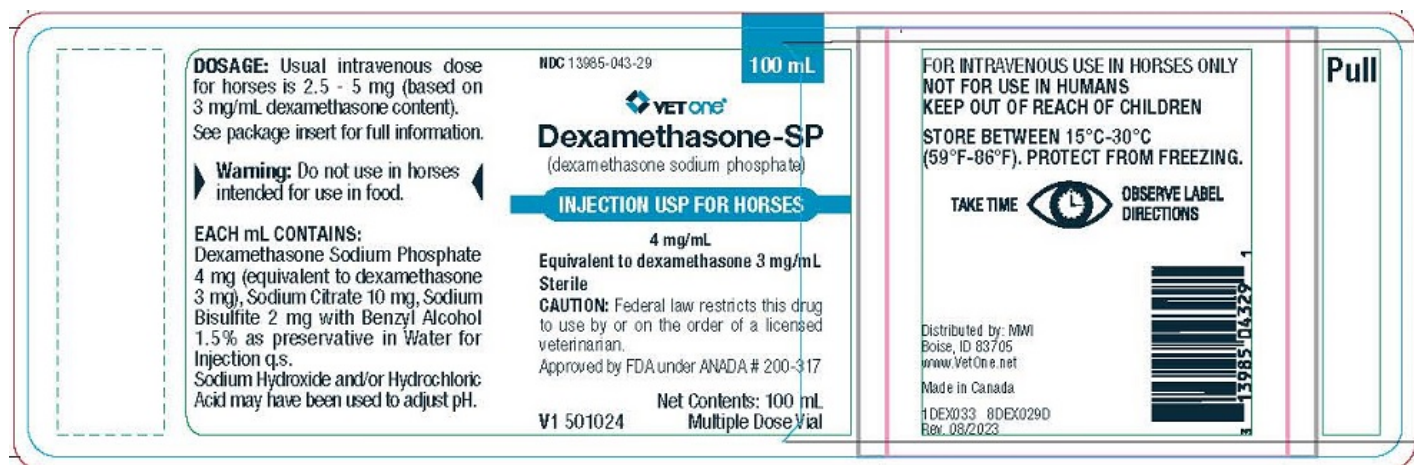 DOSAGE: Usual intravenous dose
for horses is 2.5 - 5 mg (based on
3 mg/mL dexamethasone content).
See package insert for full information.
Warning: Do not use in horses
intended for use in food.
EACH mL CONTAINS:
Dexamethasone Sodium Phosphate
4 mg (equivalent to dexamethasone
3 mg), Sodium Citrate 10 mg, Sodium
Bisulfite 2 mg with Benzyl Alcohol
1.5% as preservative in Water for
Injection q.s.
Sodium Hydroxide and/or Hydrochloric
Acid may have been used to adjust pH.
NDC 13985-043-29
100 mL
VET one®
Dexamethasone-SP
(dexamethasone sodium phosphate)
INJECTION USP FOR HORSES
4 mg/mL
Equivalent to dexamethasone 3 mg/mL
Sterile
CAUTION: Federal law restricts this drug
to use by or on the order of a licensed
veterinarian.
Approved by FDA under ANADA # 200-317
Net Contents: 100 mL
V1 501024 Multiple Dose Vial
FOR INTRAVENOUS USE IN HORSES ONLY
NOT FOR USE IN HUMANS
KEEP OUT OF REACH OF CHILDREN
STORE BETWEEN 15°C-30°C
(59°F-86°F). PROTECT FROM FREEZING.
TAKE TIME
OBSERVE LABEL
DIRECTIONS
Distributed by: MWI
Boise, ID 83705
www.VetOne.net
Made in Canada
1DEX033 8DEX029D
Rev. 08/2023
3 13985 04329 1
Pull